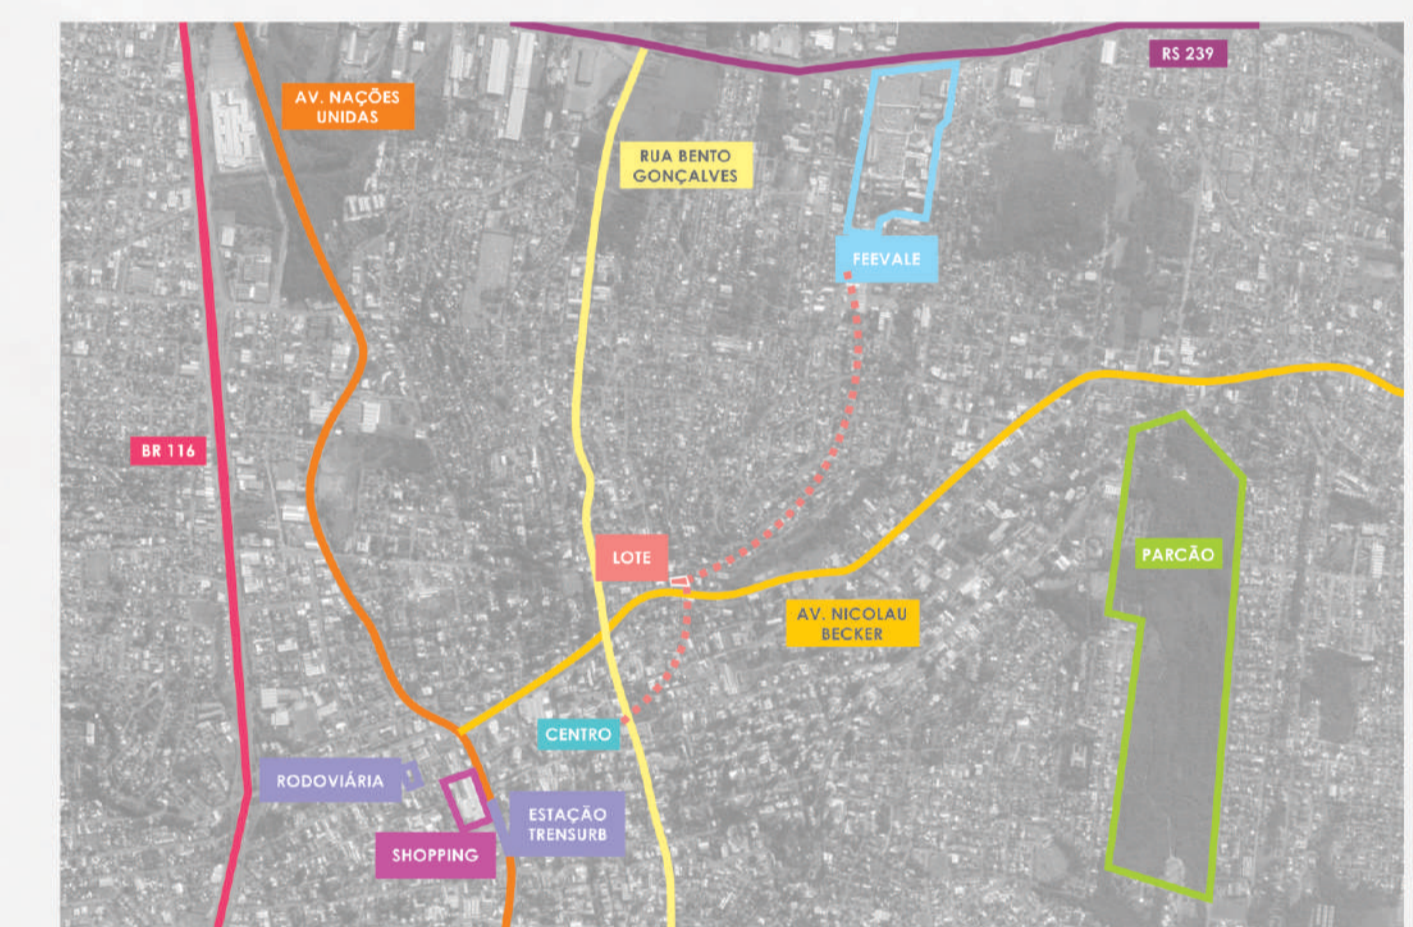 RS 239
AV. NAÇÕES
UNIDAS
RUA BENTO
GONÇALVES
FEEVALE
BR 116
LOTE
PARCÃO
AV. NICOLAU
BECKER
CENTRO
RODOVIÁRIA
ESTAÇÃO
TRENSURB
SHOPPING